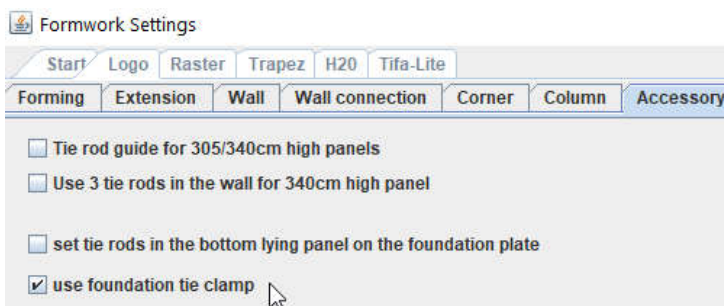 Formwork Settings
Start Logo Raster Trapez H20 Tifa-Lite
Forming Extension Wall Wall connection Corner Column Accessory
Tie rod guide for 305/340cm high panels
Use 3 tie rods in the wall for 340cm high panel
set tie rods in the bottom lying panel on the foundation plate
use foundation tie clamp